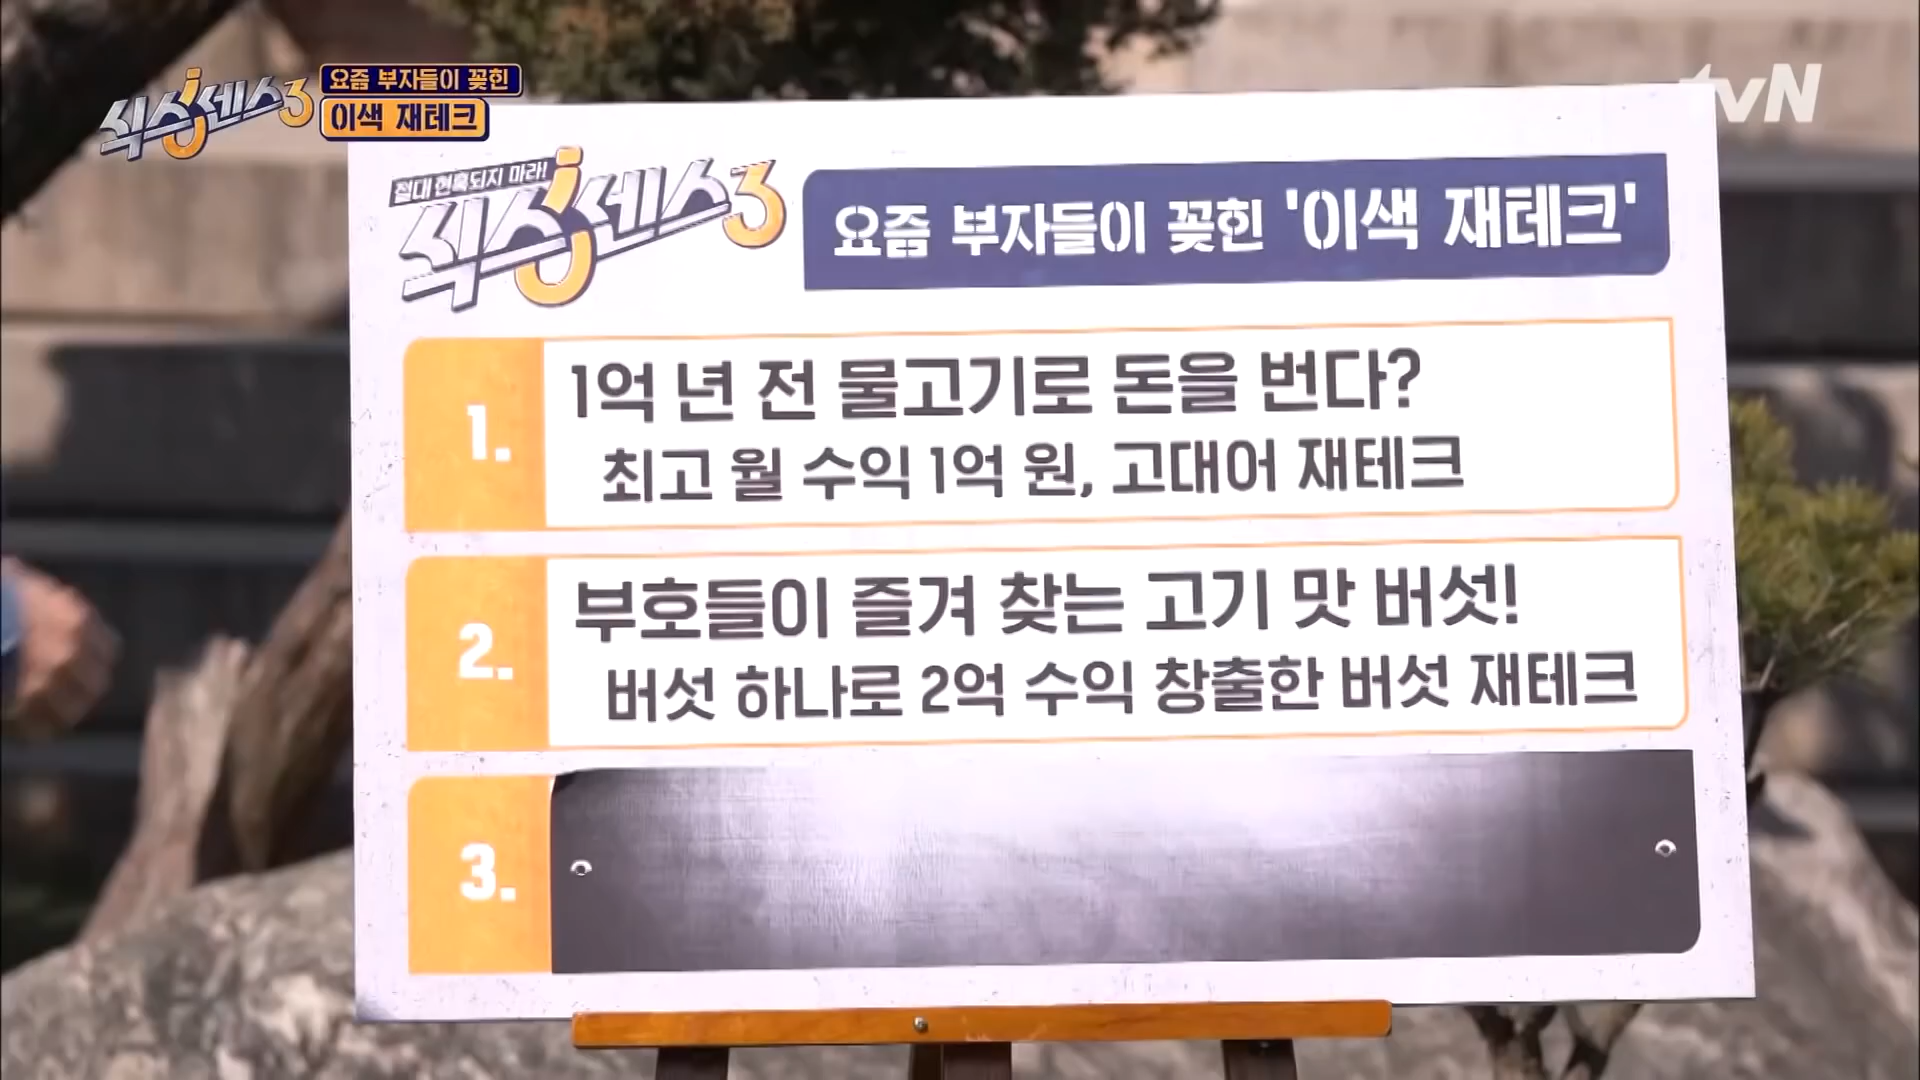 식스센스3
요즘 부자들이 꽂힌
이색 재테크
tvN
절대 현혹되지 마라!
식스센스3
요즘 부자들이 꽂힌 '이색 재테크'
1.
1억 년 전 물고기로 돈을 번다?
최고 월 수익 1억 원, 고대어 재테크
2.
부호들이 즐겨 찾는 고기 맛 버섯!
버섯 하나로 2억 수익 창출한 버섯 재테크
3.